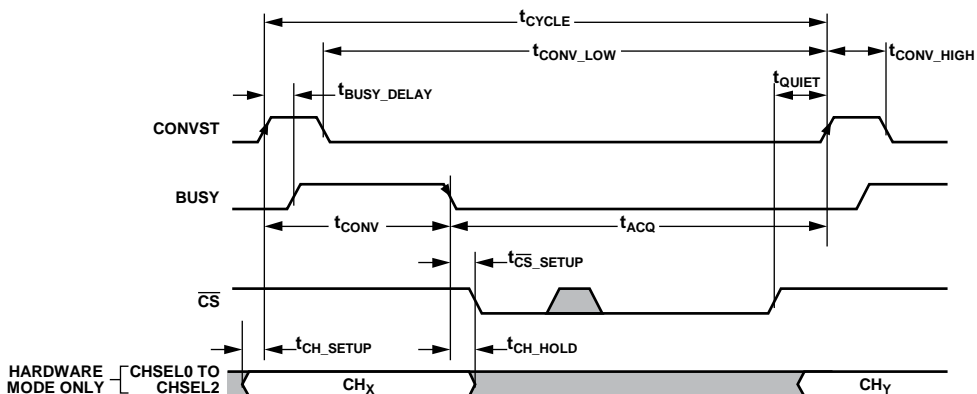 tCYCLE
tCONV_LOW
tCONV_HIGH
tQUIET
tBUSY_DELAY
CONVST
BUSY
tCONV
tACQ
tCS_SETUP
CS
tCH_SETUP
tCH_HOLD
HARDWARE MODE ONLY
CHSEL0 TO CHSEL2
CHX
CHY